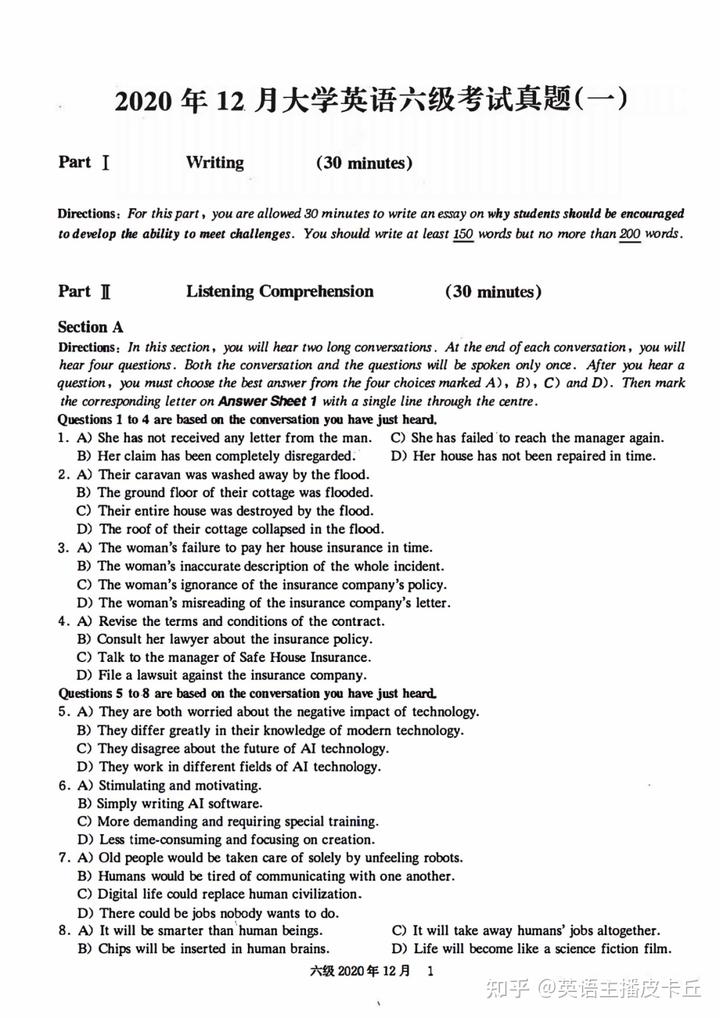 2020 年 12 月大学英语六级考试真题(一)
Part Ⅰ Writing (30 minutes)
Directions: For this part, you are allowed 30 minutes to write an essay on why students should be encouraged
to develop the ability to meet challenges. You should write at least 150 words but no more than 200 words.
Part Ⅱ Listening Comprehension (30 minutes)
Section A
Directions: In this section, you will hear two long conversations. At the end of each conversation, you will
hear four questions. Both the conversation and the questions will be spoken only once. After you hear a
question, you must choose the best answer from the four choices marked A), B), C) and D). Then mark
the corresponding letter on Answer Sheet 1 with a single line through the centre.
Questions 1 to 4 are based on the conversation you have just heard.
1. A) She has not received any letter from the man. C) She has failed to reach the manager again.
B) Her claim has been completely disregarded. D) Her house has not been repaired in time.
2. A) Their caravan was washed away by the flood.
B) The ground floor of their cottage was flooded.
C) Their entire house was destroyed by the flood.
D) The roof of their cottage collapsed in the flood.
3. A) The woman's failure to pay her house insurance in time.
B) The woman's inaccurate description of the whole incident.
C) The woman's ignorance of the insurance company's policy.
D) The woman's misreading of the insurance company's letter.
4. A) Revise the terms and conditions of the contract.
B) Consult her lawyer about the insurance policy.
C) Talk to the manager of Safe House Insurance.
D) File a lawsuit against the insurance company.
Questions 5 to 8 are based on the conversation you have just heard.
5. A) They are both worried about the negative impact of technology.
B) They differ greatly in their knowledge of modern technology.
C) They disagree about the future of AI technology.
D) They work in different fields of AI technology.
6. A) Stimulating and motivating.
B) Simply writing AI software.
C) More demanding and requiring special training.
D) Less time-consuming and focusing on creation.
7. A) Old people would be taken care of solely by unfeeling robots.
B) Humans would be tired of communicating with one another.
C) Digital life could replace human civilization.
D) There could be jobs nobody wants to do.
8. A) It will be smarter than human beings. C) It will take away humans' jobs altogether.
B) Chips will be inserted in human brains. D) Life will become like a science fiction film.
六级 2020 年 12 月 1
知乎 @英语主播皮卡丘